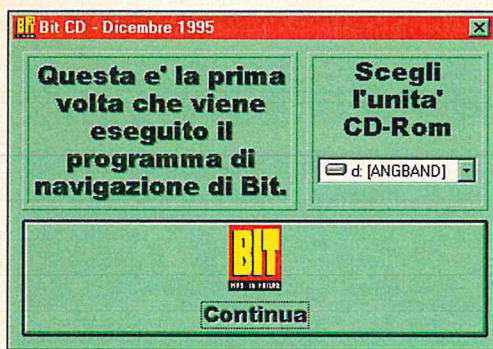 Bit CD - Dicembre 1995
Questa e' la prima
volta che viene
eseguito il
programma di
navigazione di Bit.
Scegli
l'unita'
CD-Rom
d: [ANGBAND]
BIT
Continua